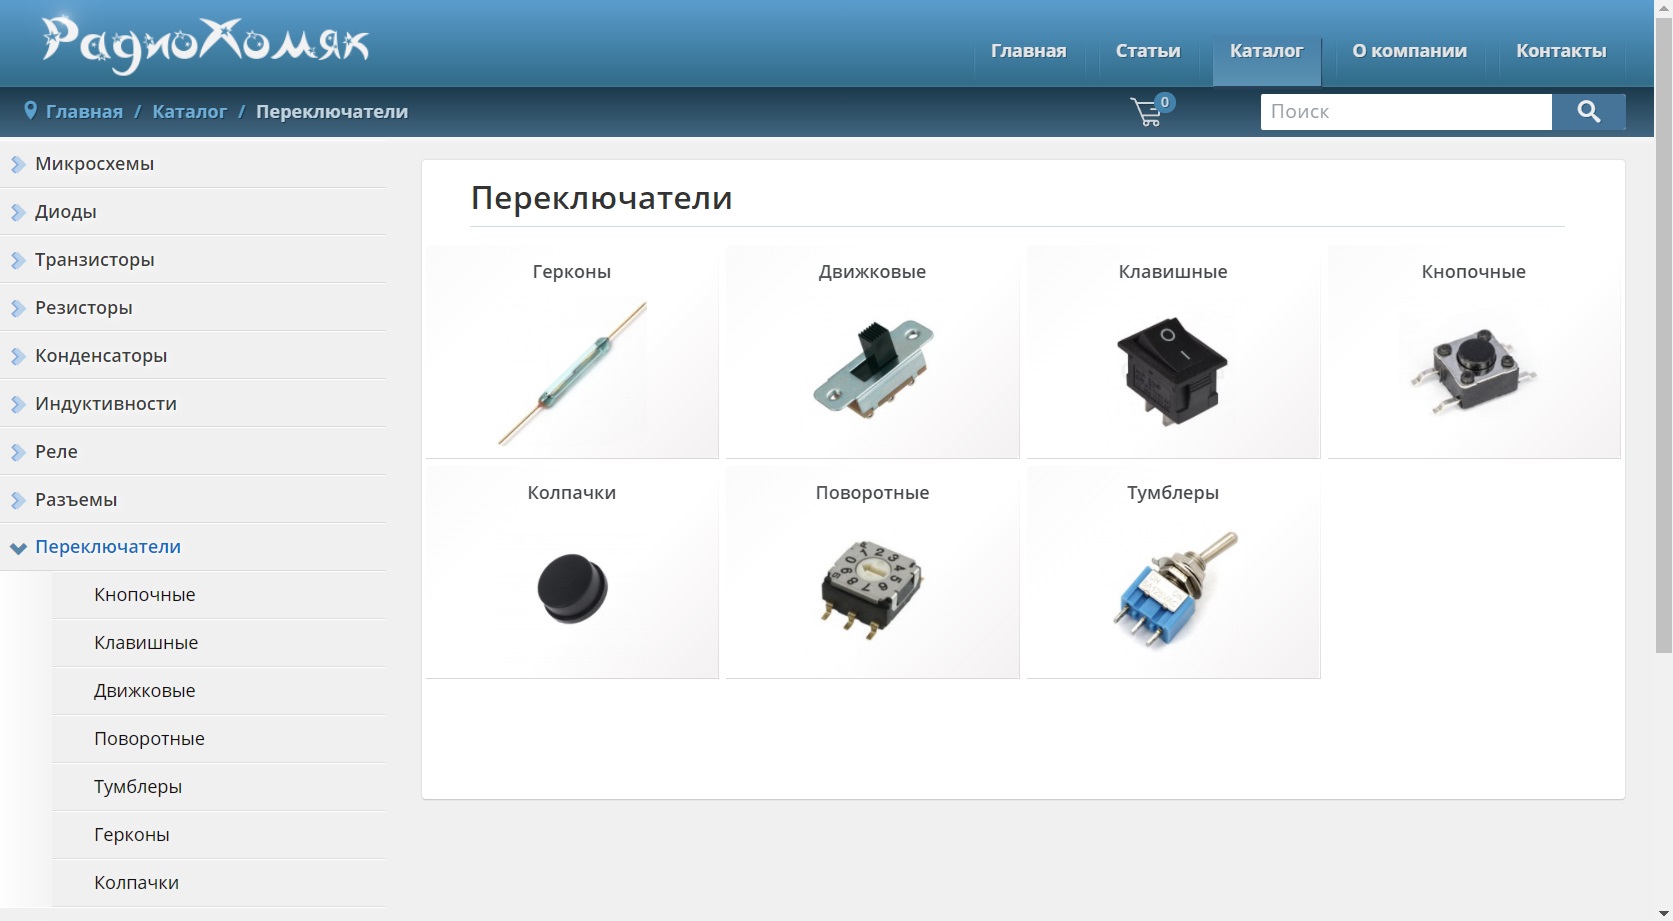 РадиоХомяк
Главная Статьи Каталог О компании Контакты
Главная / Каталог / Переключатели
0
Поиск
Микросхемы
Диоды
Транзисторы
Резисторы
Конденсаторы
Индуктивности
Реле
Разъемы
Переключатели
Кнопочные
Клавишные
Движковые
Поворотные
Тумблеры
Герконы
Колпачки
Переключатели
Герконы
Движковые
Клавишные
Кнопочные
Колпачки
Поворотные
Тумблеры